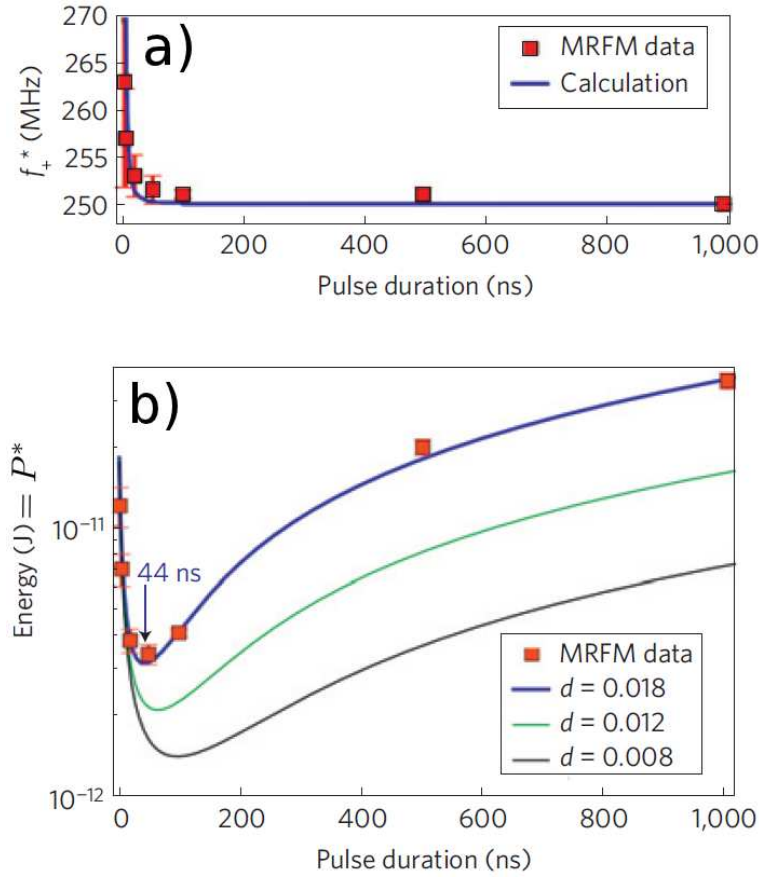 a)
270
265
260
255
250
f₊* (MHz)
MRFM data
Calculation
0 200 400 600 800 1,000
Pulse duration (ns)
b)
Energy (J) = P*
10⁻¹¹
10⁻¹²
44 ns
MRFM data
d = 0.018
d = 0.012
d = 0.008
0 200 400 600 800 1,000
Pulse duration (ns)